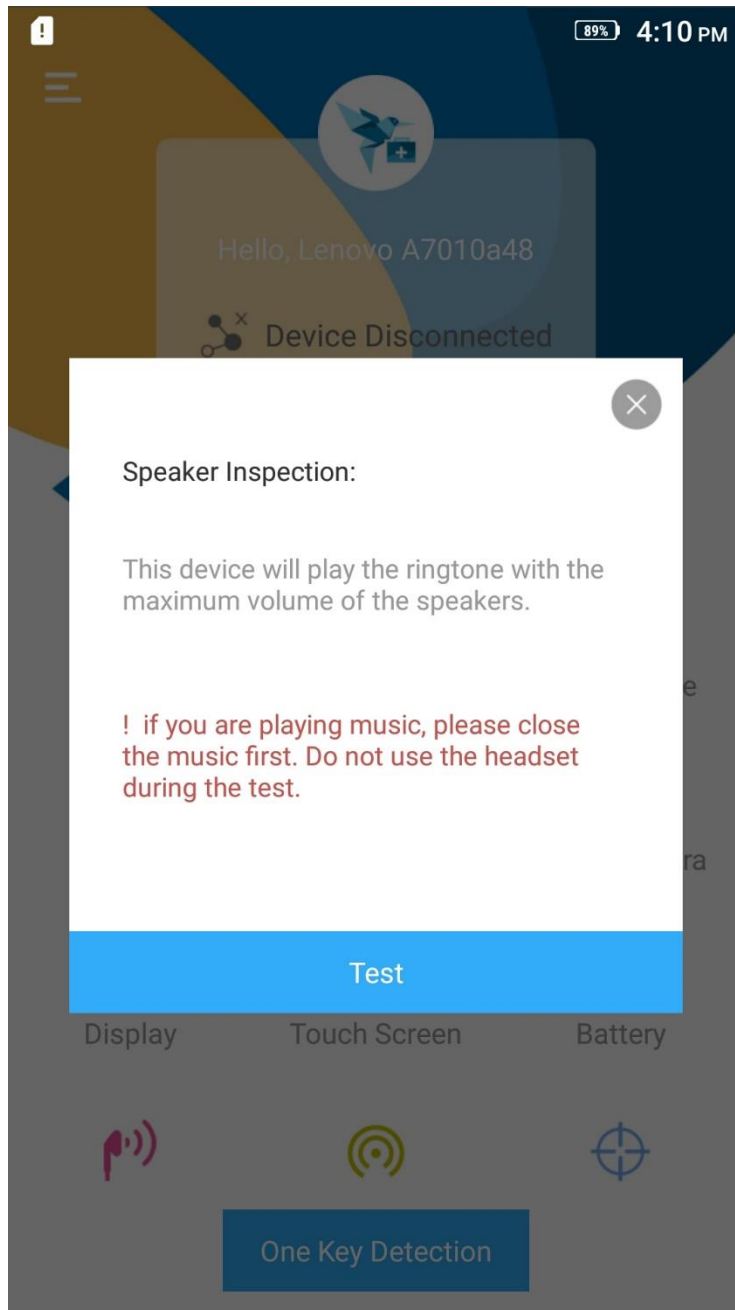 89% 4:10 PM
Hello, Lenovo A7010a48
Device Disconnected
Speaker Inspection:
This device will play the ringtone with the
maximum volume of the speakers.
e
! if you are playing music, please close
the music first. Do not use the headset
during the test.
ra
Test
Display Touch Screen Battery
One Key Detection